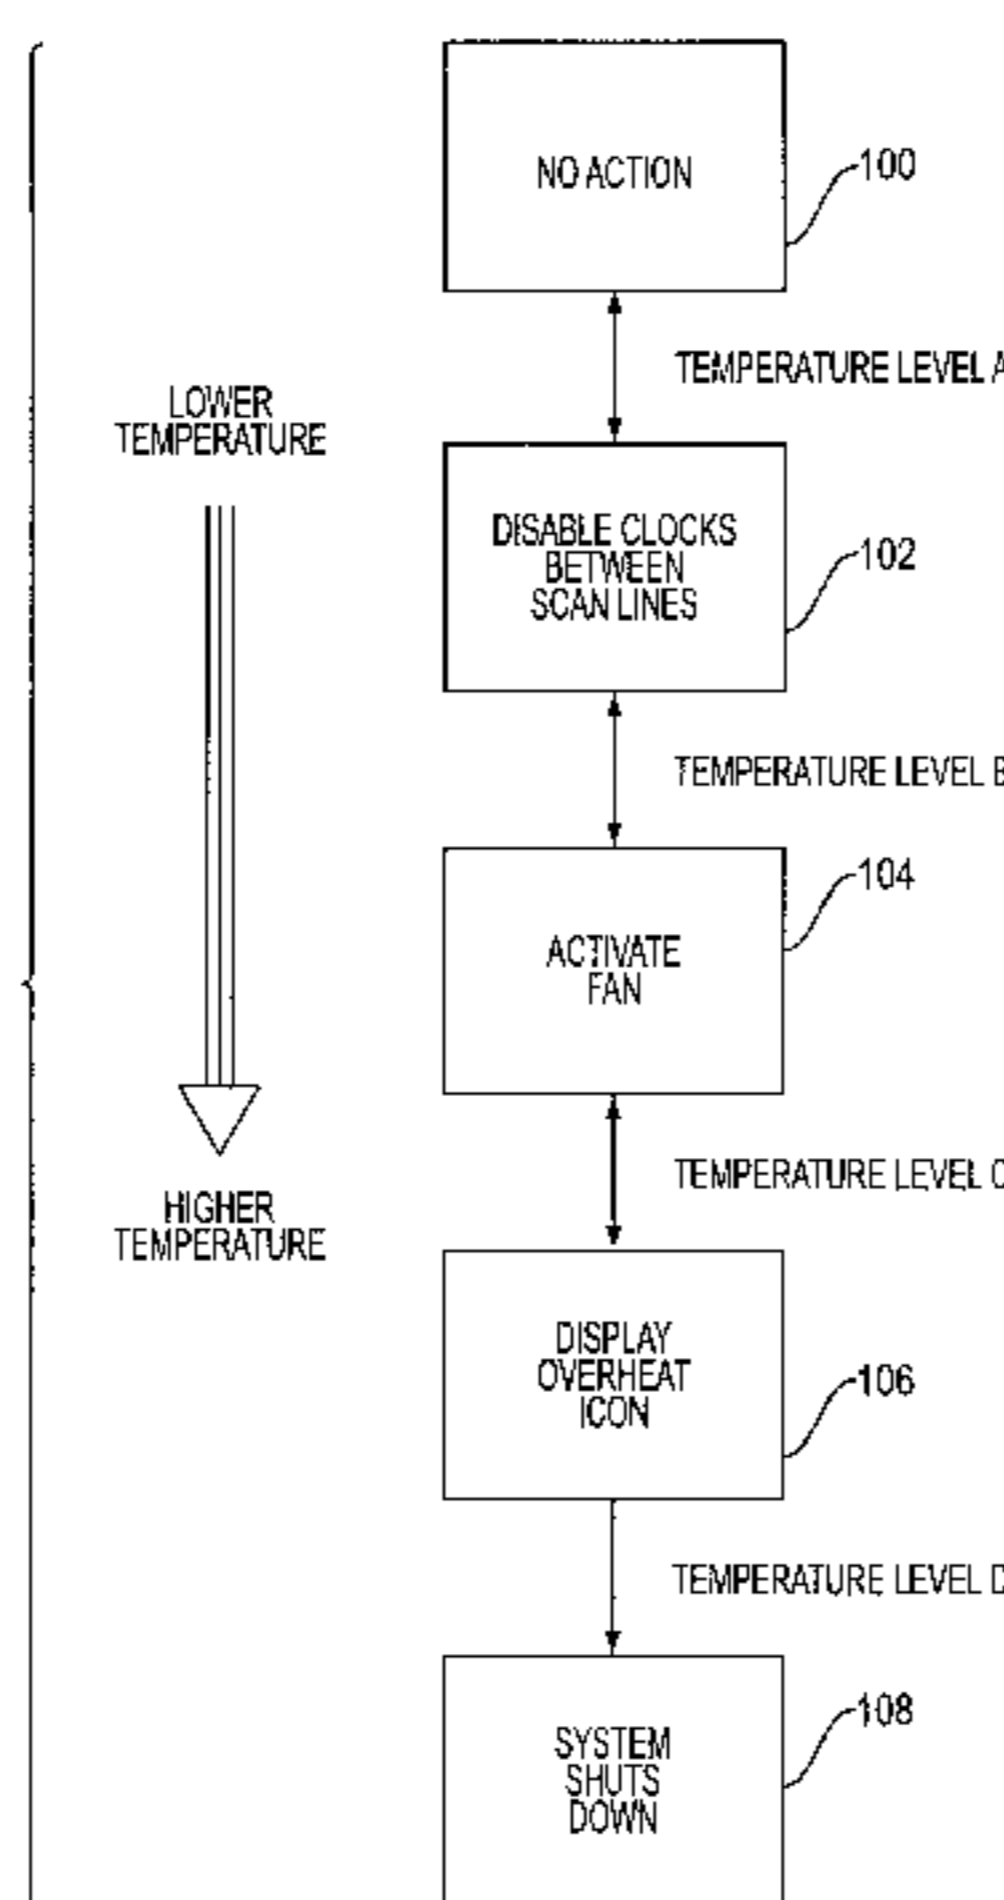 NO ACTION
100
TEMPERATURE LEVEL A
LOWER
TEMPERATURE
DISABLE CLOCKS
BETWEEN
SCAN LINES
102
TEMPERATURE LEVEL B
104
ACTIVATE
FAN
TEMPERATURE LEVEL C
HIGHER
TEMPERATURE
DISPLAY
OVERHEAT
ICON
106
TEMPERATURE LEVEL D
108
SYSTEM
SHUTS
DOWN